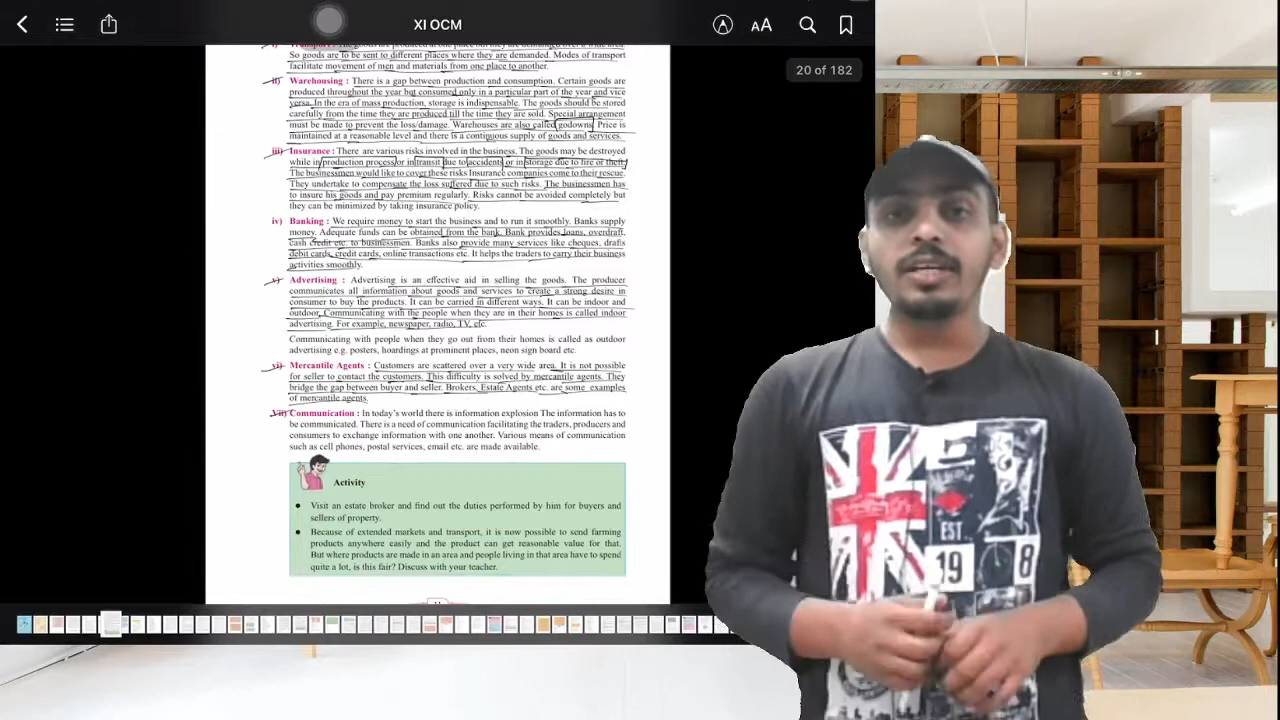 XI OCM
AA
20 of 182
i) Transport : The goods are produced at one place but they are demanded over a wide area.
So goods are to be sent to different places where they are demanded. Modes of transport
facilitate movement of men and materials from one place to another.
ii) Warehousing : There is a gap between production and consumption. Certain goods are
produced throughout the year but consumed only in a particular part of the year and vice
versa. In the era of mass production, storage is indispensable. The goods should be stored
carefully from the time they are produced till the time they are sold. Special arrangement
must be made to prevent the loss/damage. Warehouses are also called godowns. Price is
maintained at a reasonable level and there is a contiguous supply of goods and services.
iii) Insurance : There are various risks involved in the business. The goods may be destroyed
while in production process or in transit due to accidents or in storage due to fire or theft.
The businessmen would like to cover these risks Insurance companies come to their rescue.
They undertake to compensate the loss suffered due to such risks. The businessmen has
to insure his goods and pay premium regularly. Risks cannot be avoided completely but
they can be minimized by taking insurance policy.
iv) Banking : We require money to start the business and to run it smoothly. Banks supply
money. Adequate funds can be obtained from the bank. Bank provides loans, overdraft,
cash credit etc. to businessmen. Banks also provide many services like cheques, drafts
debit cards, credit cards, online transactions etc. It helps the traders to carry their business
activities smoothly.
v) Advertising : Advertising is an effective aid in selling the goods. The producer
communicates all information about goods and services to create a strong desire in
consumer to buy the products. It can be carried in different ways. It can be indoor and
outdoor. Communicating with the people when they are in their homes is called indoor
advertising. For example, newspaper, radio, TV, etc.
Communicating with people when they go out from their homes is called as outdoor
advertising e.g. posters, hoardings at prominent places, neon sign board etc.
vi) Mercantile Agents : Customers are scattered over a very wide area. It is not possible
for seller to contact the customers. This difficulty is solved by mercantile agents. They
bridge the gap between buyer and seller. Brokers, Estate Agents etc. are some examples
of mercantile agents.
vii) Communication : In today's world there is information explosion The information has to
be communicated. There is a need of communication facilitating the traders, producers and
consumers to exchange information with one another. Various means of communication
such as cell phones, postal services, email etc. are made available.
Activity
● Visit an estate broker and find out the duties performed by him for buyers and
sellers of property.
● Because of extended markets and transport, it is now possible to send farming
products anywhere easily and the product can get reasonable value for that.
But where products are made in an area and people living in that area have to spend
quite a lot, is this fair? Discuss with your teacher.
EST
19 8